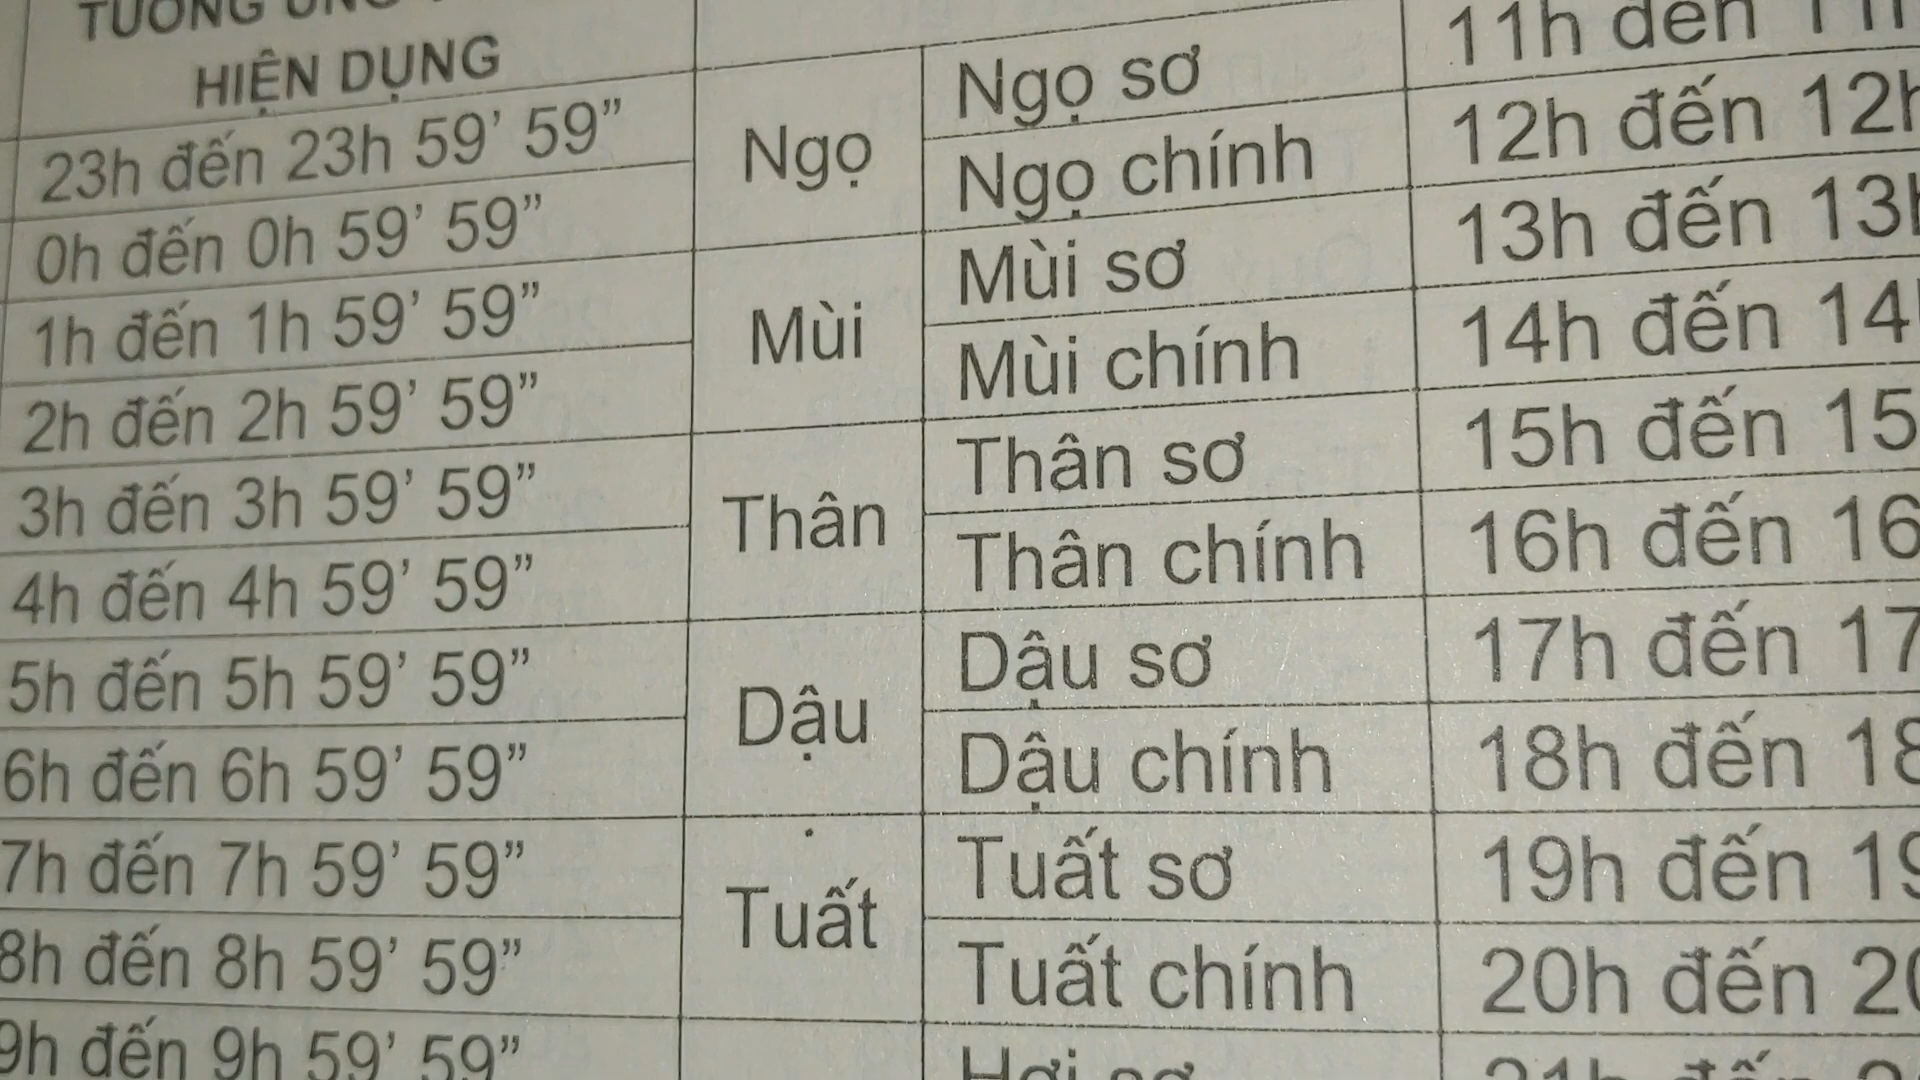 TƯƠNG ỨNG
HIỆN DỤNG
23h đến 23h 59’ 59”
0h đến 0h 59’ 59”
1h đến 1h 59’ 59”
2h đến 2h 59’ 59”
3h đến 3h 59’ 59”
4h đến 4h 59’ 59”
5h đến 5h 59’ 59”
6h đến 6h 59’ 59”
7h đến 7h 59’ 59”
8h đến 8h 59’ 59”
9h đến 9h 59’ 59”
Ngọ
Mùi
Thân
Dậu
Tuất
Ngọ sơ
Ngọ chính
Mùi sơ
Mùi chính
Thân sơ
Thân chính
Dậu sơ
Dậu chính
Tuất sơ
Tuất chính
Hợi sơ
11h đến 11h
12h đến 12h
13h đến 13h
14h đến 14h
15h đến 15
16h đến 16
17h đến 17
18h đến 18
19h đến 19
20h đến 20
21h đến